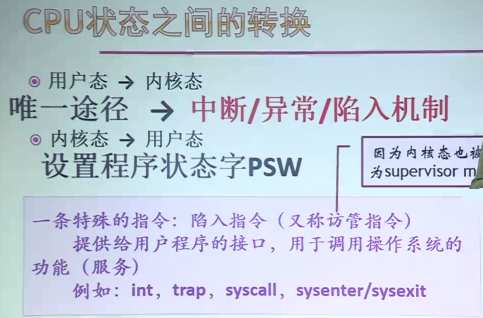 CPU状态之间的转换
用户态 → 内核态
唯一途径 → 中断/异常/陷入机制
内核态 → 用户态
设置程序状态字PSW
因为内核态也被
为supervisor m
一条特殊的指令：陷入指令（又称访管指令）
提供给用户程序的接口，用于调用操作系统的
功能（服务）
例如：int，trap，syscall，sysenter/sysexit